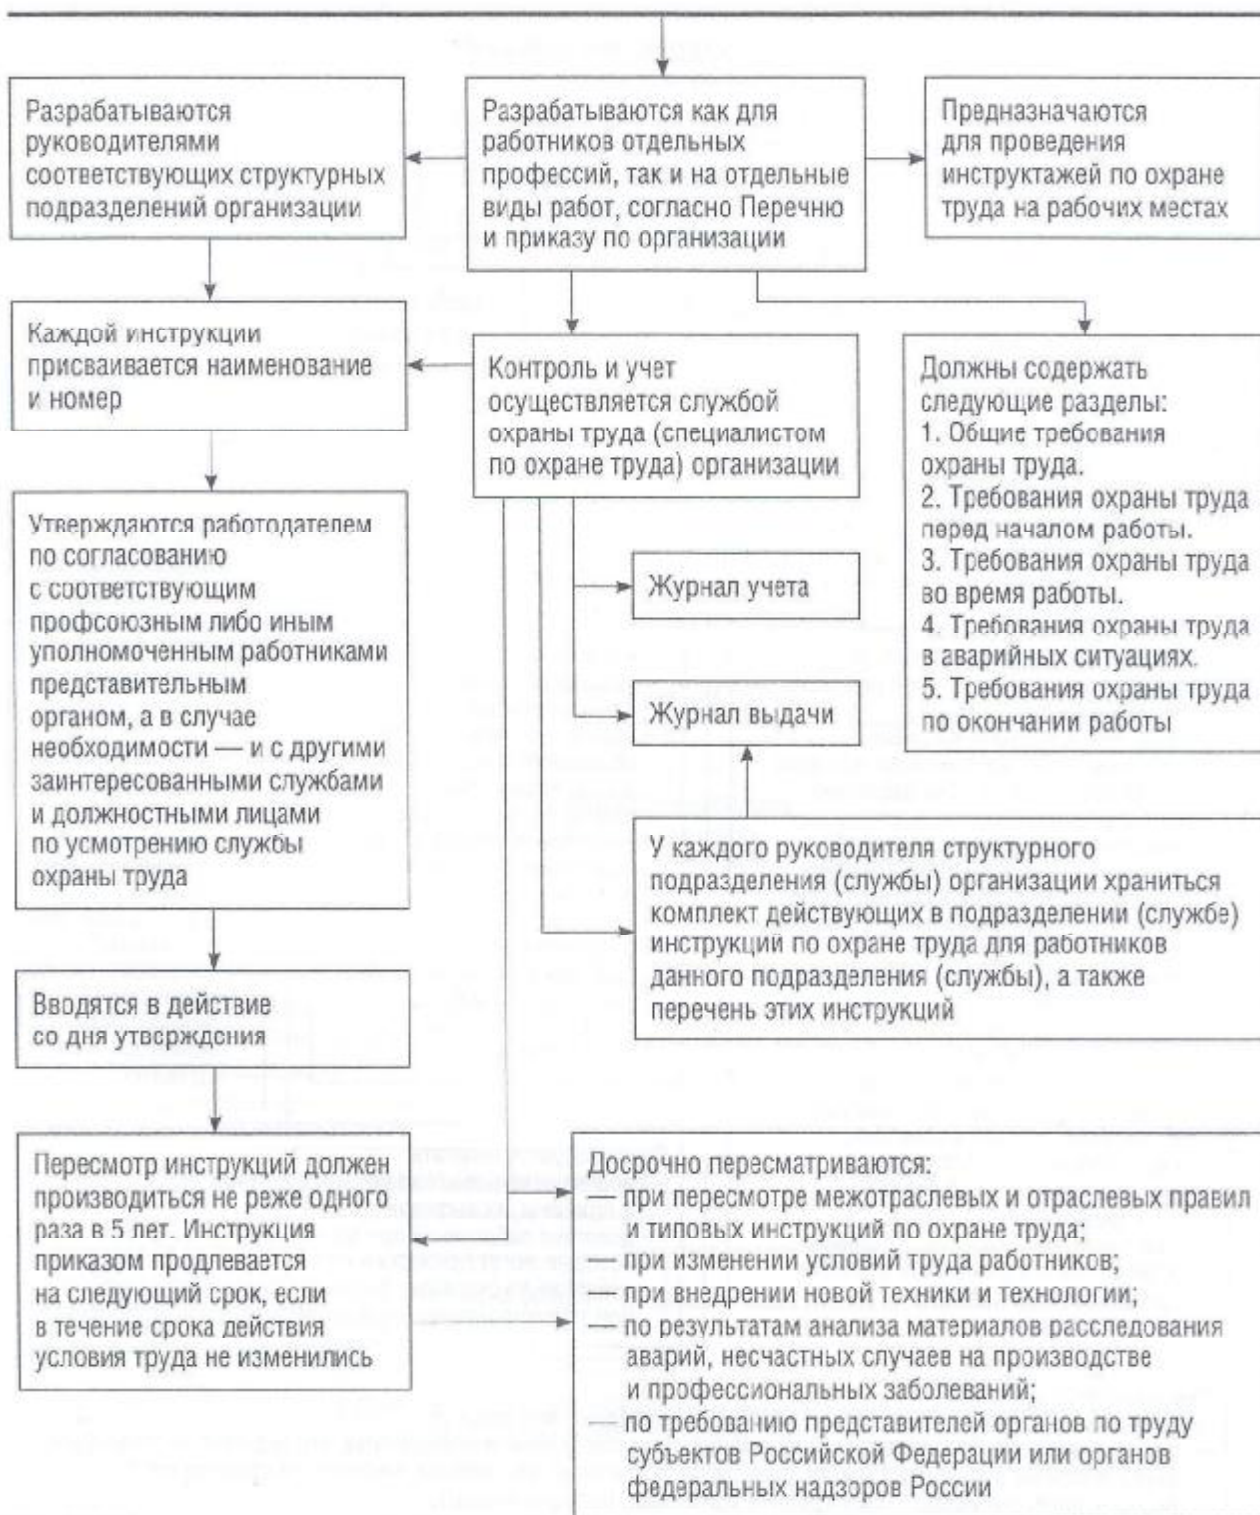 Разрабатываются
руководителями
соответствующих структурных
подразделений организации
Разрабатываются как для
работников отдельных
профессий, так и на отдельные
виды работ, согласно Перечню
и приказу по организации
Предназначаются
для проведения
инструктажей по охране
труда на рабочих местах
Каждой инструкции
присваивается наименование
и номер
Контроль и учет
осуществляется службой
охраны труда (специалистом
по охране труда) организации
Должны содержать
следующие разделы:
1. Общие требования
охраны труда.
2. Требования охраны труда
перед началом работы.
3. Требования охраны труда
во время работы.
4. Требования охраны труда
в аварийных ситуациях.
5. Требования охраны труда
по окончании работы
Утверждаются работодателем
по согласованию
с соответствующим
профсоюзным либо иным
уполномоченным работниками
представительным
органом, а в случае
необходимости — и с другими
заинтересованными службами
и должностными лицами
по усмотрению службы
охраны труда
Журнал учета
Журнал выдачи
У каждого руководителя структурного
подразделения (службы) организации храниться
комплект действующих в подразделении (службе)
инструкций по охране труда для работников
данного подразделения (службы), а также
перечень этих инструкций
Вводятся в действие
со дня утверждения
Пересмотр инструкций должен
производиться не реже одного
раза в 5 лет. Инструкция
приказом продлевается
на следующий срок, если
в течение срока действия
условия труда не изменились
Досрочно пересматриваются:
— при пересмотре межотраслевых и отраслевых правил
и типовых инструкций по охране труда;
— при изменении условий труда работников;
— при внедрении новой техники и технологии;
— по результатам анализа материалов расследования
аварий, несчастных случаев на производстве
и профессиональных заболеваний;
— по требованию представителей органов по труду
субъектов Российской Федерации или органов
федеральных надзоров России